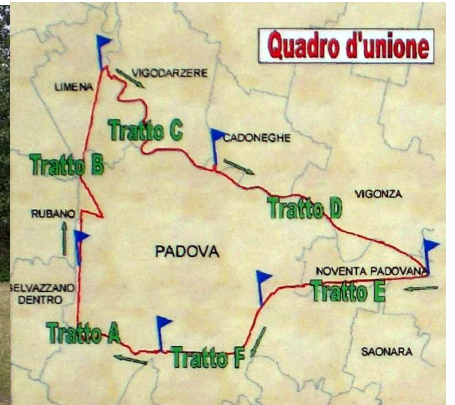 Quadro d'unione
VIGODARZERE
LIMENA
Tratto C
CADONEGHE
Tratto B
VIGONZA
Tratto D
RUBANO
PADOVA
NOVENTA PADOVANA
SELVAZZANO
DENTRO
Tratto E
Tratto A
Tratto F
SAONARA